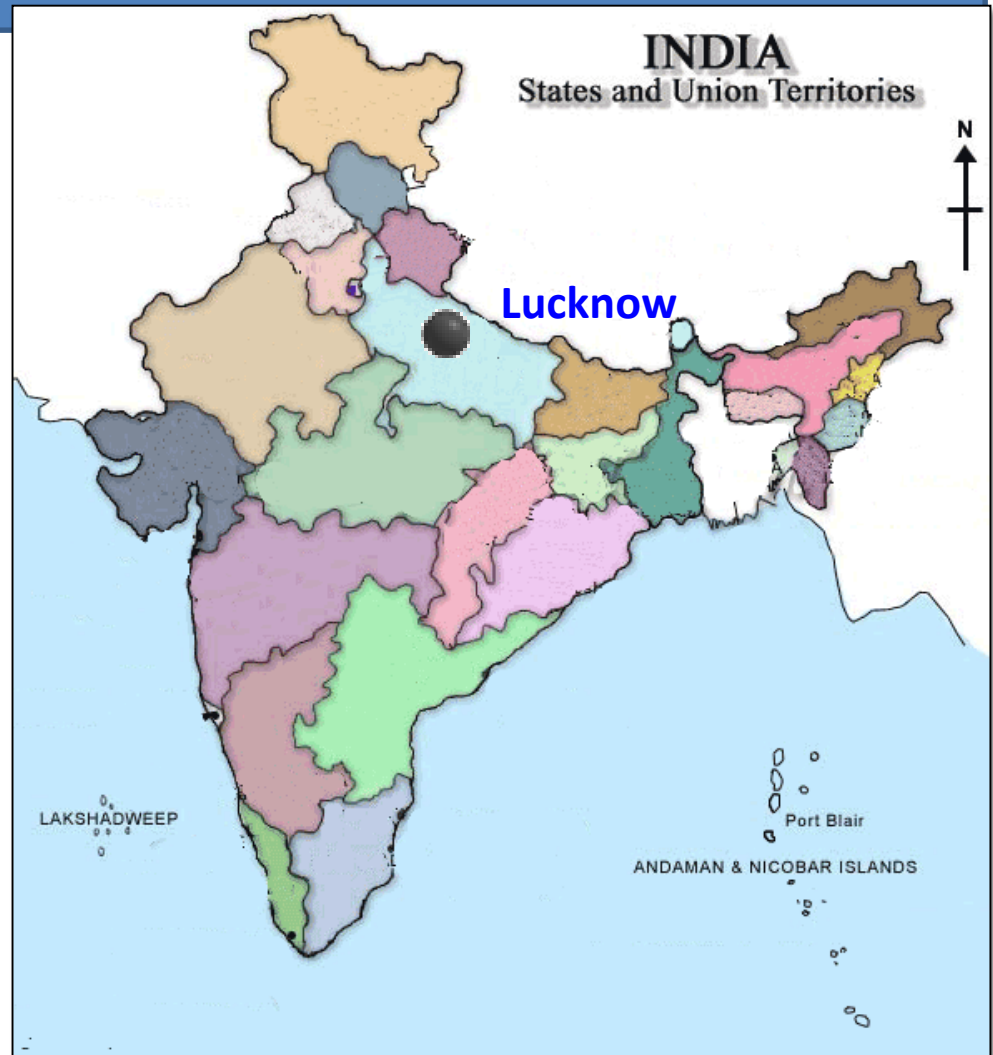 INDIA
States and Union Territories
N
Lucknow
LAKSHADWEEP
Port Blair
ANDAMAN & NICOBAR ISLANDS